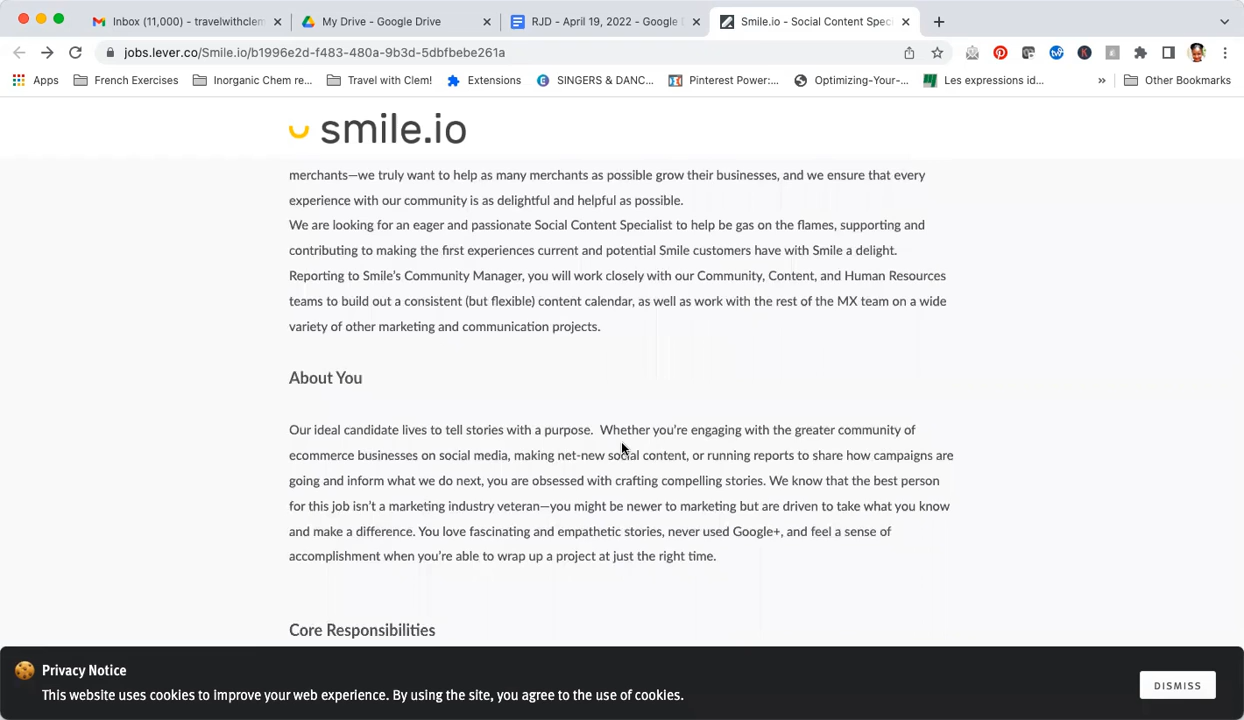 Inbox (11,000) - travelwithclem
My Drive - Google Drive
RJD - April 19, 2022 - Google D
Smile.io - Social Content Speci
jobs.lever.co/Smile.io/b1996e2d-f483-480a-9b3d-5dbfbebe261a
Apps
French Exercises
Inorganic Chem re...
Travel with Clem!
Extensions
SINGERS & DANC...
Pinterest Power:...
Optimizing-Your-...
Les expressions id...
»
Other Bookmarks
smile.io
merchants—we truly want to help as many merchants as possible grow their businesses, and we ensure that every
experience with our community is as delightful and helpful as possible.
We are looking for an eager and passionate Social Content Specialist to help be gas on the flames, supporting and
contributing to making the first experiences current and potential Smile customers have with Smile a delight.
Reporting to Smile's Community Manager, you will work closely with our Community, Content, and Human Resources
teams to build out a consistent (but flexible) content calendar, as well as work with the rest of the MX team on a wide
variety of other marketing and communication projects.
About You
Our ideal candidate lives to tell stories with a purpose.  Whether you're engaging with the greater community of
ecommerce businesses on social media, making net-new social content, or running reports to share how campaigns are
going and inform what we do next, you are obsessed with crafting compelling stories. We know that the best person
for this job isn't a marketing industry veteran—you might be newer to marketing but are driven to take what you know
and make a difference. You love fascinating and empathetic stories, never used Google+, and feel a sense of
accomplishment when you're able to wrap up a project at just the right time.
Core Responsibilities
Privacy Notice
This website uses cookies to improve your web experience. By using the site, you agree to the use of cookies.
DISMISS